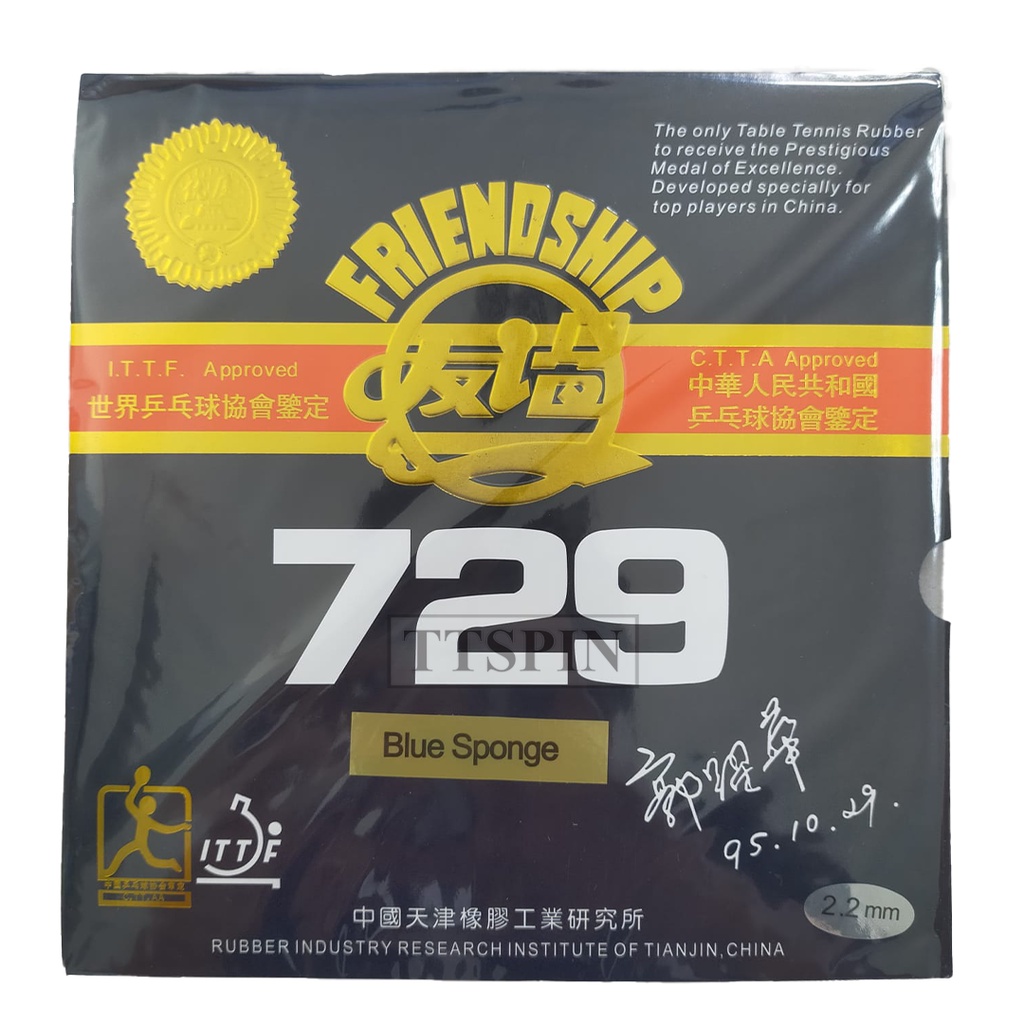 The only Table Tennis Rubber
to receive the Prestigious
Medal of Excellence.
Developed specially for
top players in China.
FRIENDSHIP
友谊
I.T.T.F. Approved
世界乒乓球協會鑒定
C.T.T.A Approved
中華人民共和國
乒乓球協會鑒定
729
TTSPIN
Blue Sponge
郭躍華
95.10.29.
ITTF
C.T.T.A
2.2mm
中國天津橡膠工業研究所
RUBBER INDUSTRY RESEARCH INSTITUTE OF TIANJIN,CHINA